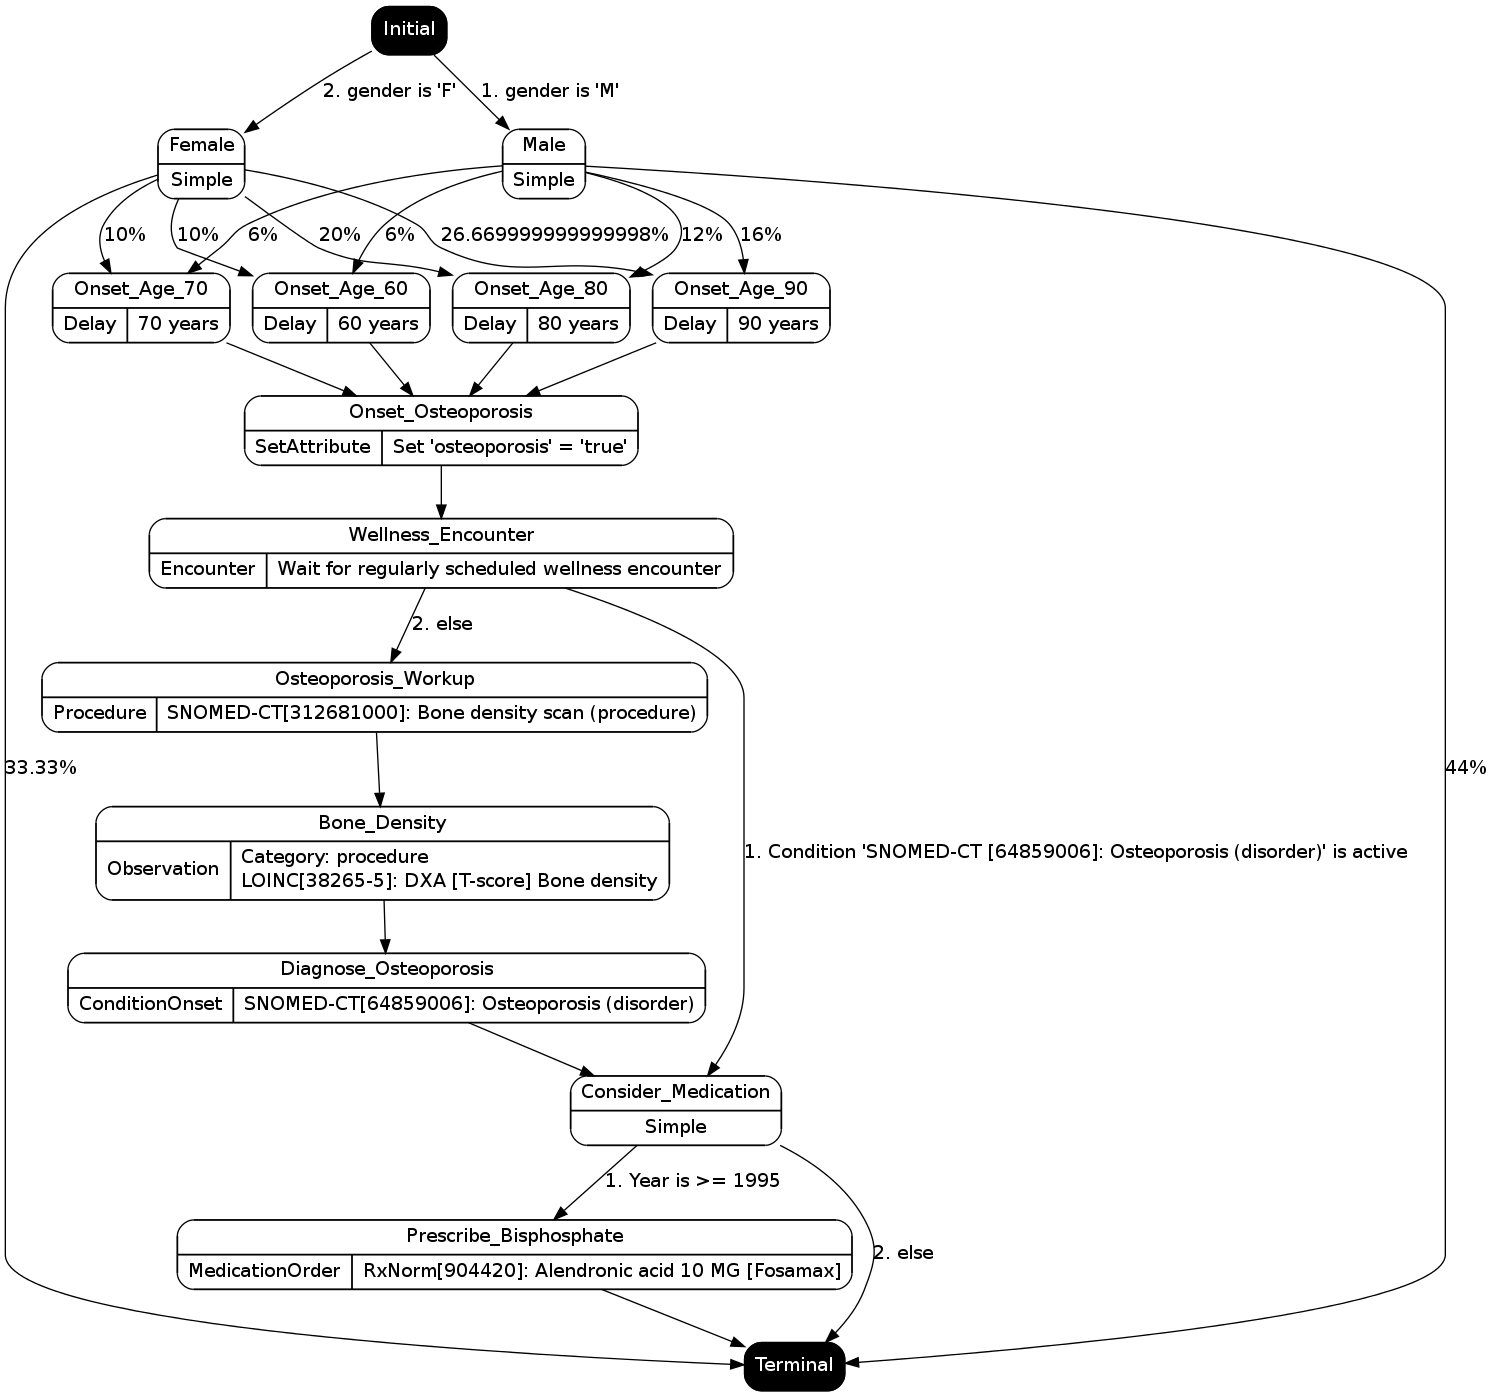 Initial
2. gender is 'F'
1. gender is 'M'
Female
Simple
Male
Simple
10%
10%
6%
20%
6%
26.669999999999998%
12%
16%
Onset_Age_70
Delay
70 years
Onset_Age_60
Delay
60 years
Onset_Age_80
Delay
80 years
Onset_Age_90
Delay
90 years
Onset_Osteoporosis
SetAttribute
Set 'osteoporosis' = 'true'
Wellness_Encounter
Encounter
Wait for regularly scheduled wellness encounter
2. else
Osteoporosis_Workup
Procedure
SNOMED-CT[312681000]: Bone density scan (procedure)
33.33%
44%
Bone_Density
Observation
Category: procedure
LOINC[38265-5]: DXA [T-score] Bone density
1. Condition 'SNOMED-CT [64859006]: Osteoporosis (disorder)' is active
Diagnose_Osteoporosis
ConditionOnset
SNOMED-CT[64859006]: Osteoporosis (disorder)
Consider_Medication
Simple
1. Year is >= 1995
Prescribe_Bisphosphate
MedicationOrder
RxNorm[904420]: Alendronic acid 10 MG [Fosamax]
2. else
Terminal